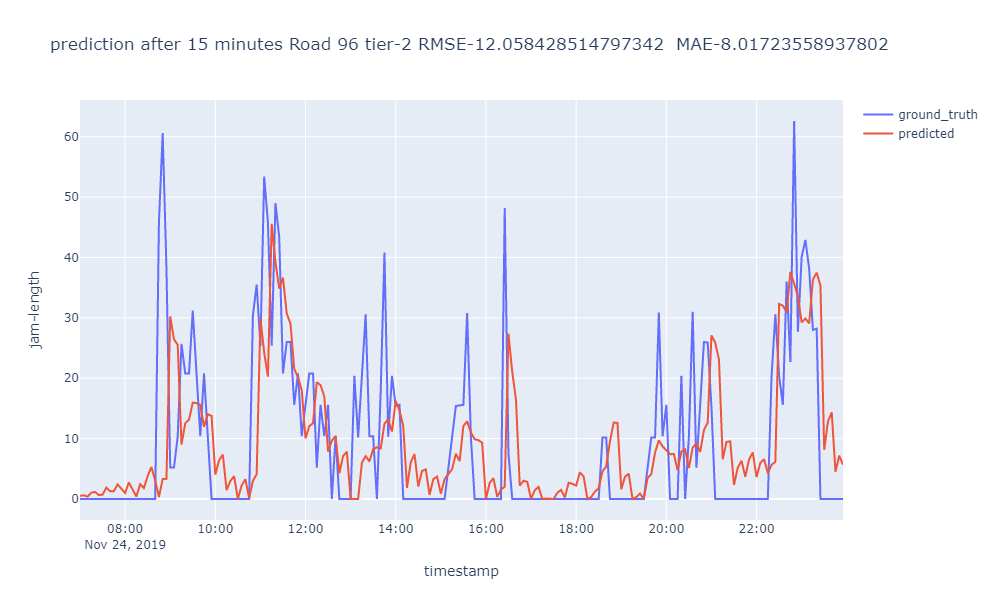 prediction after 15 minutes Road 96 tier-2 RMSE-12.058428514797342  MAE-8.01723558937802
ground_truth
predicted
60
50
40
30
20
10
0
jam-length
08:00 10:00 12:00 14:00 16:00 18:00 20:00 22:00
Nov 24, 2019
timestamp